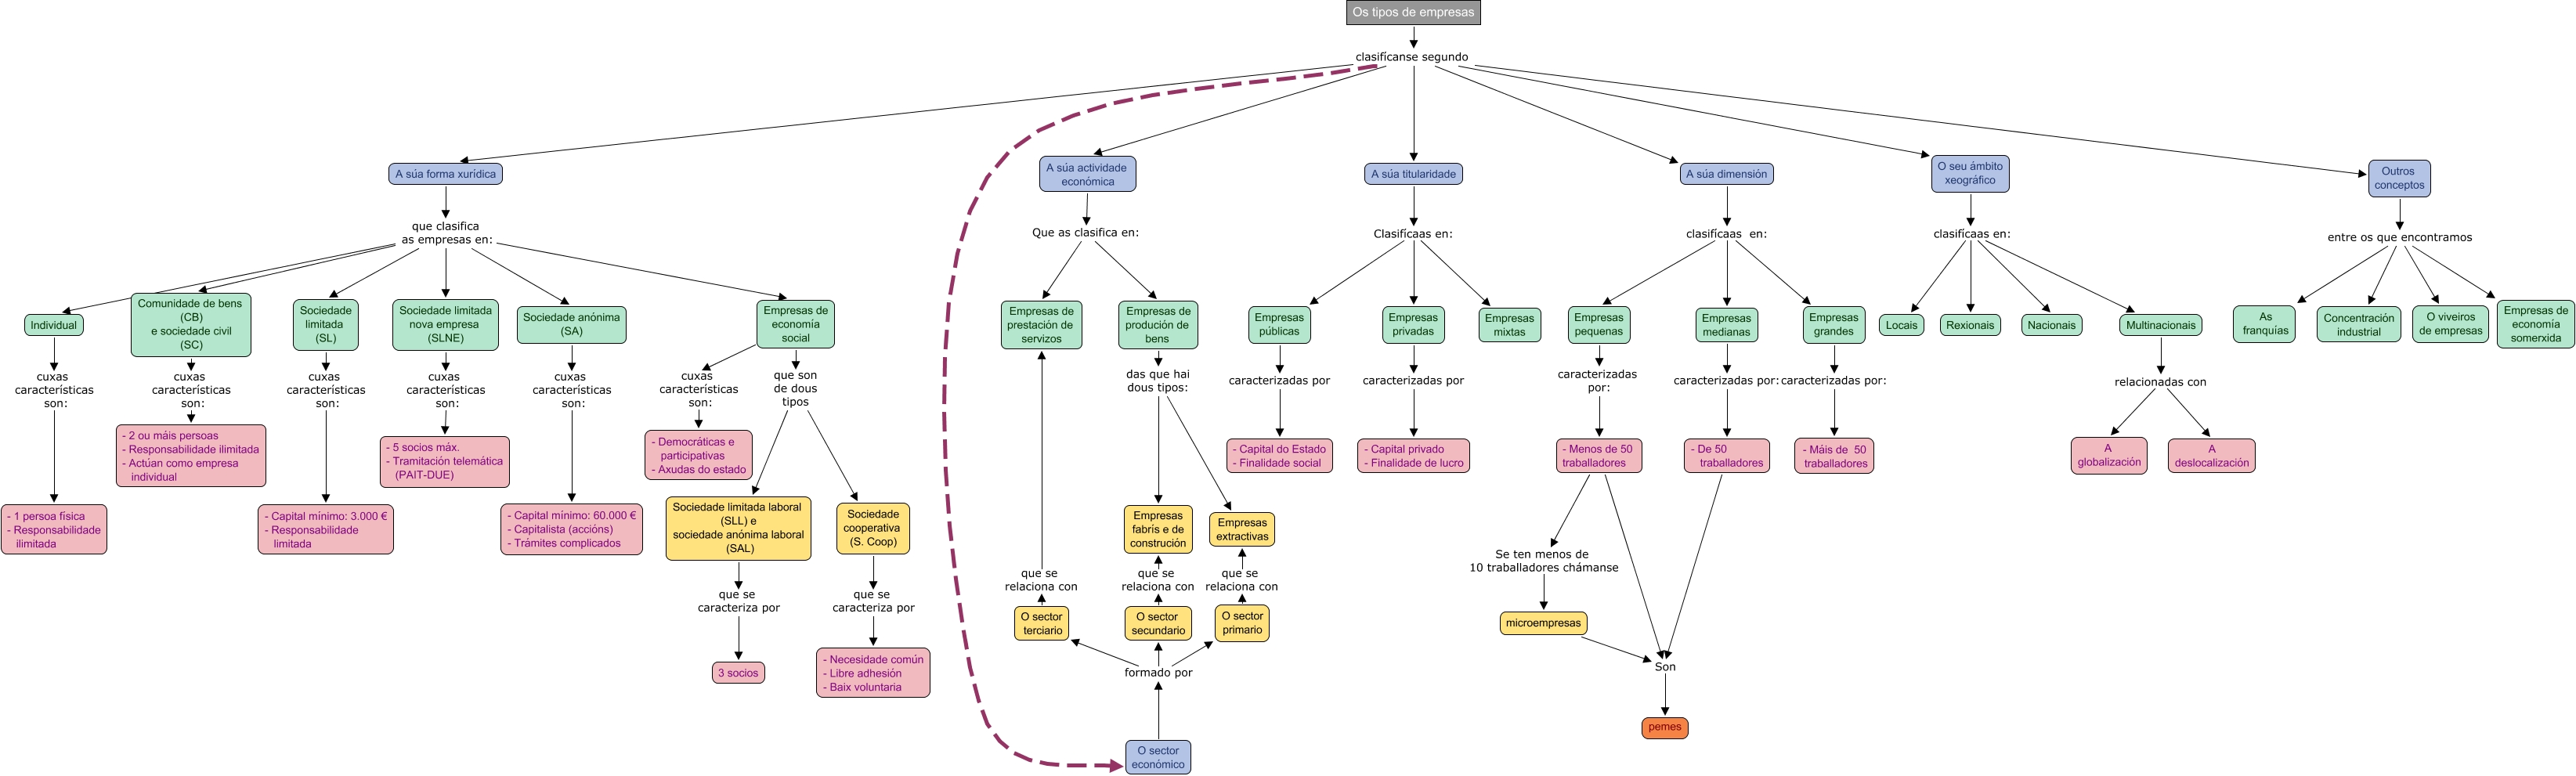 Os tipos de empresas
clasifícanse segundo
A súa forma xurídica
que clasifica
as empresas en:
Individual
cuxas
características
son:
- 1 persoa física
- Responsabilidade
ilimitada
Comunidade de bens
(CB)
e sociedade civil
(SC)
cuxas
características
son:
- 2 ou máis persoas
- Responsabilidade ilimitada
- Actúan como empresa
individual
Sociedade
limitada
(SL)
cuxas
características
son:
- Capital mínimo: 3.000 €
- Responsabilidade
limitada
Sociedade limitada
nova empresa
(SLNE)
cuxas
características
son:
- 5 socios máx.
- Tramitación telemática
(PAIT-DUE)
Sociedade anónima
(SA)
cuxas
características
son:
- Capital mínimo: 60.000 €
- Capitalista (accións)
- Trámites complicados
Empresas de
economía
social
cuxas
características
son:
- Democráticas e
participativas
- Axudas do estado
que son
de dous
tipos
Sociedade limitada laboral
(SLL) e
sociedade anónima laboral
(SAL)
que se
caracteriza por
3 socios
Sociedade
cooperativa
(S. Coop)
que se
caracteriza por
- Necesidade común
- Libre adhesión
- Baix voluntaria
A súa actividade
económica
Que as clasifica en:
Empresas de
prestación de
servizos
Empresas de
produción de
bens
das que hai
dous tipos:
Empresas
fabrís e de
construción
Empresas
extractivas
que se
relaciona con
que se
relaciona con
que se
relaciona con
O sector
terciario
O sector
secundario
O sector
primario
formado por
O sector
económico
A súa titularidade
Clasifícaas en:
Empresas
públicas
caracterizadas por
- Capital do Estado
- Finalidade social
Empresas
privadas
caracterizadas por
- Capital privado
- Finalidade de lucro
Empresas
mixtas
A súa dimensión
clasifícaas en:
Empresas
pequenas
caracterizadas
por:
- Menos de 50
traballadores
Se ten menos de
10 traballadores chámanse
microempresas
Empresas
medianas
caracterizadas por:
- De 50
traballadores
Empresas
grandes
caracterizadas por:
- Máis de 50
traballadores
Son
pemes
O seu ámbito
xeográfico
clasifícaas en:
Locais
Rexionais
Nacionais
Multinacionais
relacionadas con
A
globalización
A
deslocalización
Outros
conceptos
entre os que encontramos
As
franquías
Concentración
industrial
O viveiros
de empresas
Empresas de
economía
somerxida